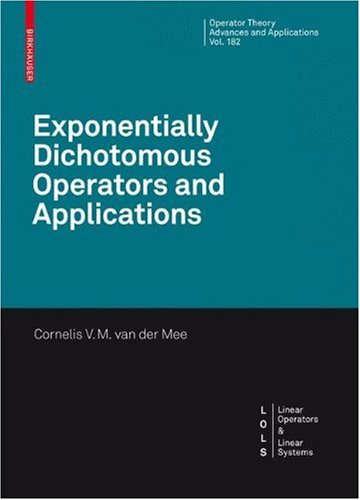 BIRKHÄUSER
Operator Theory
Advances and Applications
Vol. 182
Exponentially
Dichotomous
Operators and
Applications
Cornelis V. M. van der Mee
L
O
L
S
Linear
Operators
&
Linear
Systems